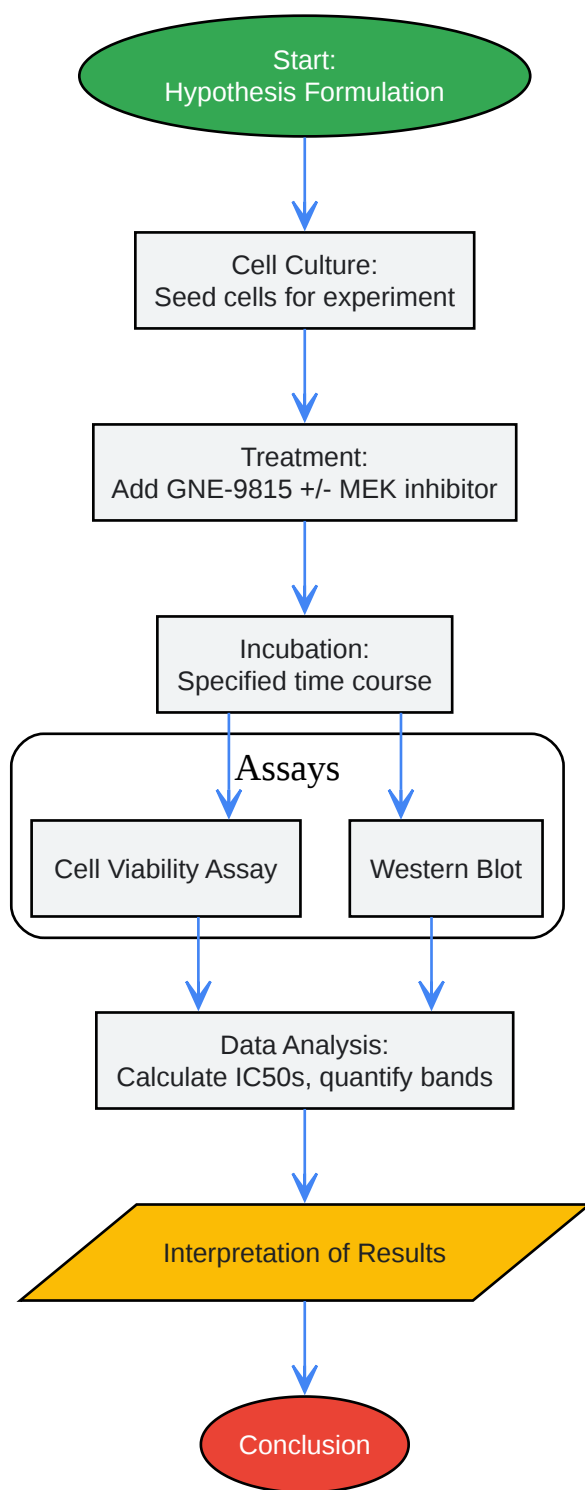 Start:
Hypothesis Formulation
Cell Culture:
Seed cells for experiment
Treatment:
Add GNE-9815 +/- MEK inhibitor
Incubation:
Specified time course
Assays
Cell Viability Assay
Western Blot
Data Analysis:
Calculate IC50s, quantify bands
Interpretation of Results
Conclusion